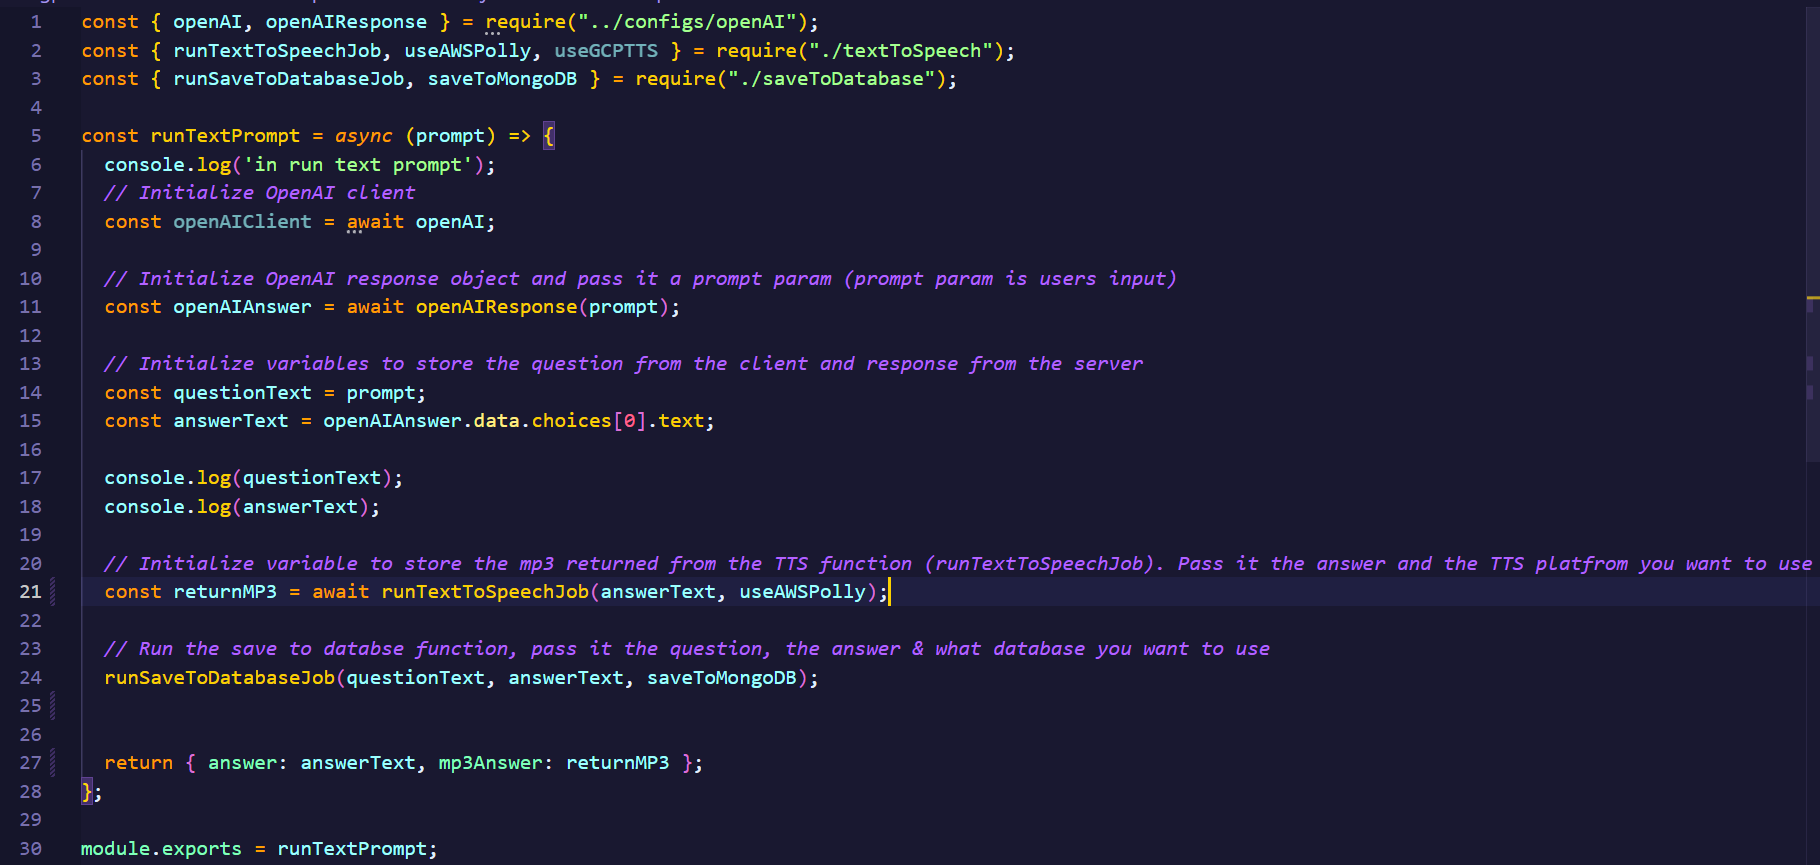 1 const { openAI, openAIResponse } = require("../configs/openAI");
2 const { runTextToSpeechJob, useAWSPolly, useGCPTTS } = require("./textToSpeech");
3 const { runSaveToDatabaseJob, saveToMongoDB } = require("./saveToDatabase");
4
5 const runTextPrompt = async (prompt) => {
6 console.log('in run text prompt');
7 // Initialize OpenAI client
8 const openAIClient = await openAI;
9
10 // Initialize OpenAI response object and pass it a prompt param (prompt param is users input)
11 const openAIAnswer = await openAIResponse(prompt);
12
13 // Initialize variables to store the question from the client and response from the server
14 const questionText = prompt;
15 const answerText = openAIAnswer.data.choices[0].text;
16
17 console.log(questionText);
18 console.log(answerText);
19
20 // Initialize variable to store the mp3 returned from the TTS function (runTextToSpeechJob). Pass it the answer and the TTS platfrom you want to use
21 const returnMP3 = await runTextToSpeechJob(answerText, useAWSPolly);
22
23 // Run the save to databse function, pass it the question, the answer & what database you want to use
24 runSaveToDatabaseJob(questionText, answerText, saveToMongoDB);
25
26
27 return { answer: answerText, mp3Answer: returnMP3 };
28 };
29
30 module.exports = runTextPrompt;